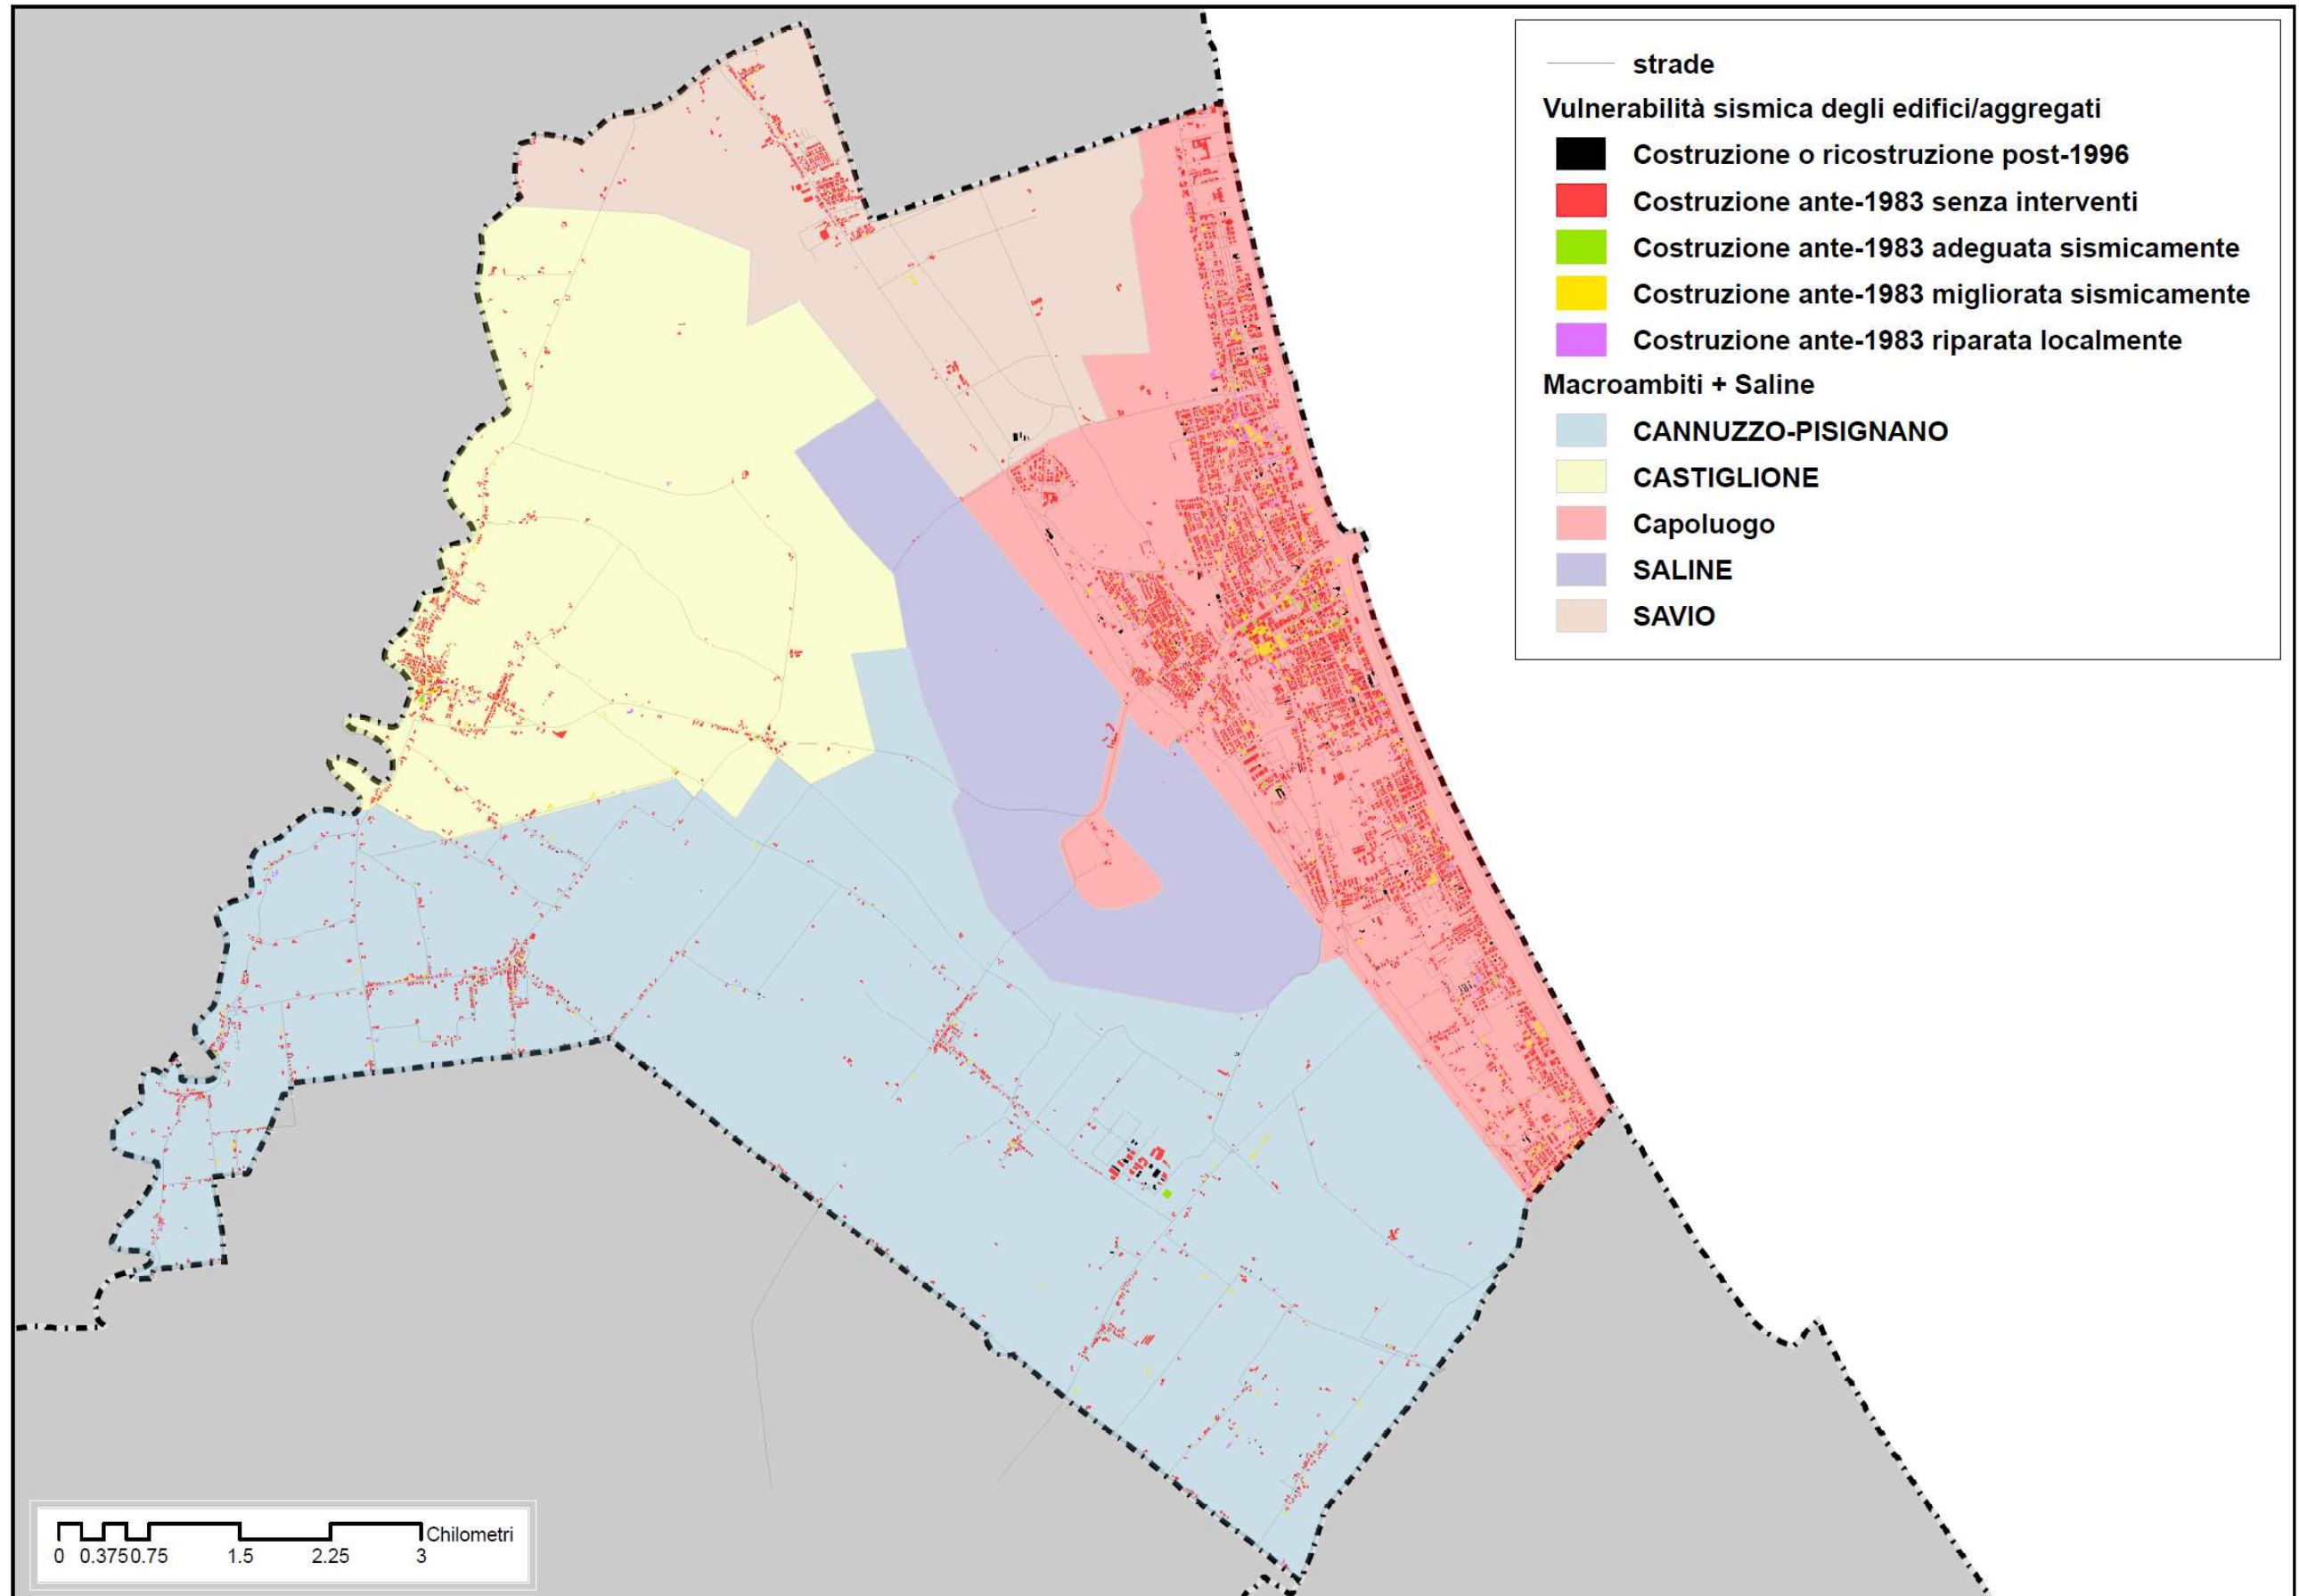 strade
Vulnerabilità sismica degli edifici/aggregati
Costruzione o ricostruzione post-1996
Costruzione ante-1983 senza interventi
Costruzione ante-1983 adeguata sismicamente
Costruzione ante-1983 migliorata sismicamente
Costruzione ante-1983 riparata localmente
Macroambiti + Saline
CANNUZZO-PISIGNANO
CASTIGLIONE
Capoluogo
SALINE
SAVIO
Chilometri
0 0.375 0.75 1.5 2.25 3